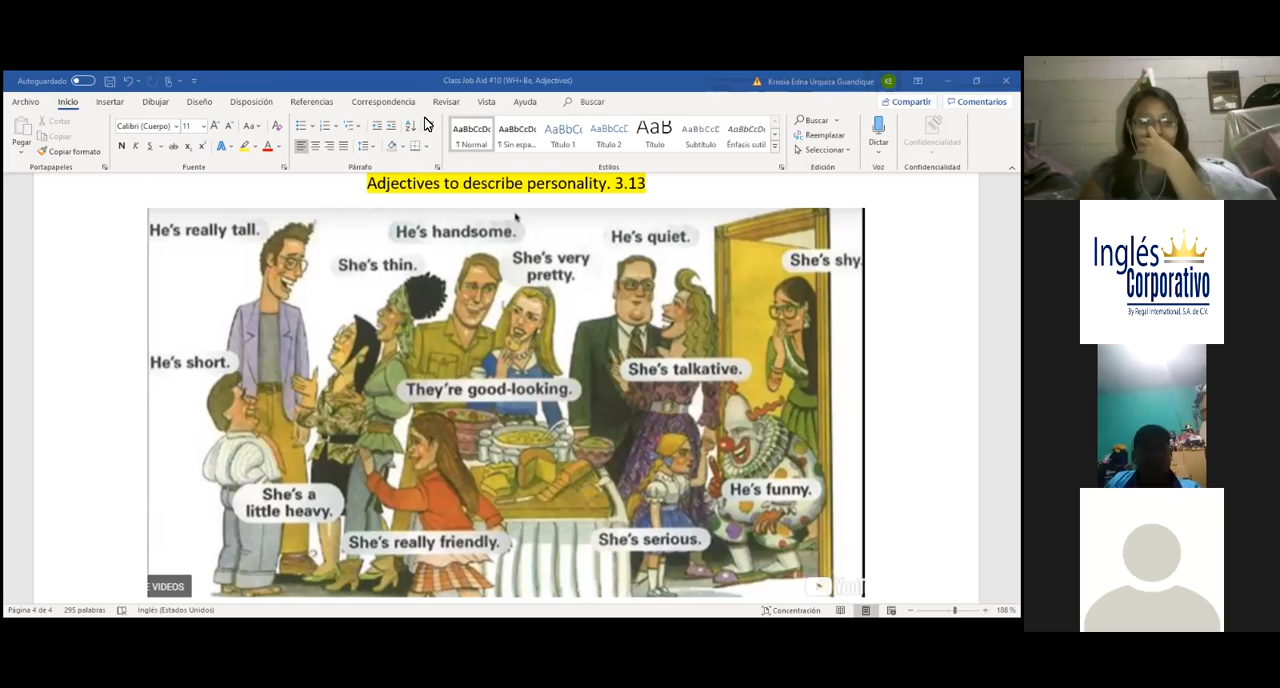 Autoguardado
Class Job Aid #10 (WH+Be, Adjectives)
Krissia Edna Urquiza Guandique
KE
Archivo Inicio Insertar Dibujar Diseño Disposición Referencias Correspondencia Revisar Vista Ayuda Buscar
Compartir Comentarios
Pegar
Cortar
Copiar
Copiar formato
Portapapeles
Calibri (Cuerpo) 11
N K S
Fuente
Párrafo
AaBbCcDc
¶ Normal
AaBbCcDc
¶ Sin espa...
AaBbCc
Título 1
AaBbCcD
Título 2
AaB
Título
AaBbCcD
Subtítulo
AaBbCcDc
Énfasis sutil
Estilos
Buscar
Reemplazar
Seleccionar
Edición
Dictar
Voz
Confidencialidad
Confidencialidad
Adjectives to describe personality. 3.13
He's really tall.
He's handsome.
She's thin.
She's very
pretty.
He's quiet.
She's shy.
He's short.
They're good-looking.
She's talkative.
She's a
little heavy.
She's really friendly.
She's serious.
He's funny.
E VIDEOS
Página 4 de 4 295 palabras Inglés (Estados Unidos)
Concentración
188 %
Inglés
Corporativo
By Regal International, S.A. de C.V.